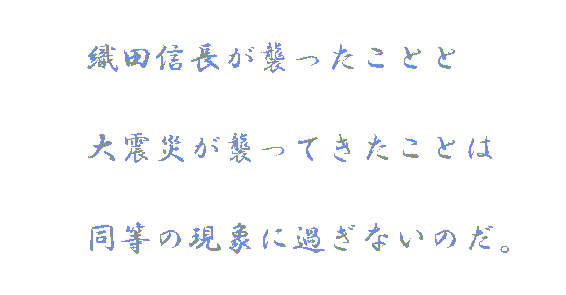 織田信長が襲ったことと
大震災が襲ってきたことは
同等の現象に過ぎないのだ。